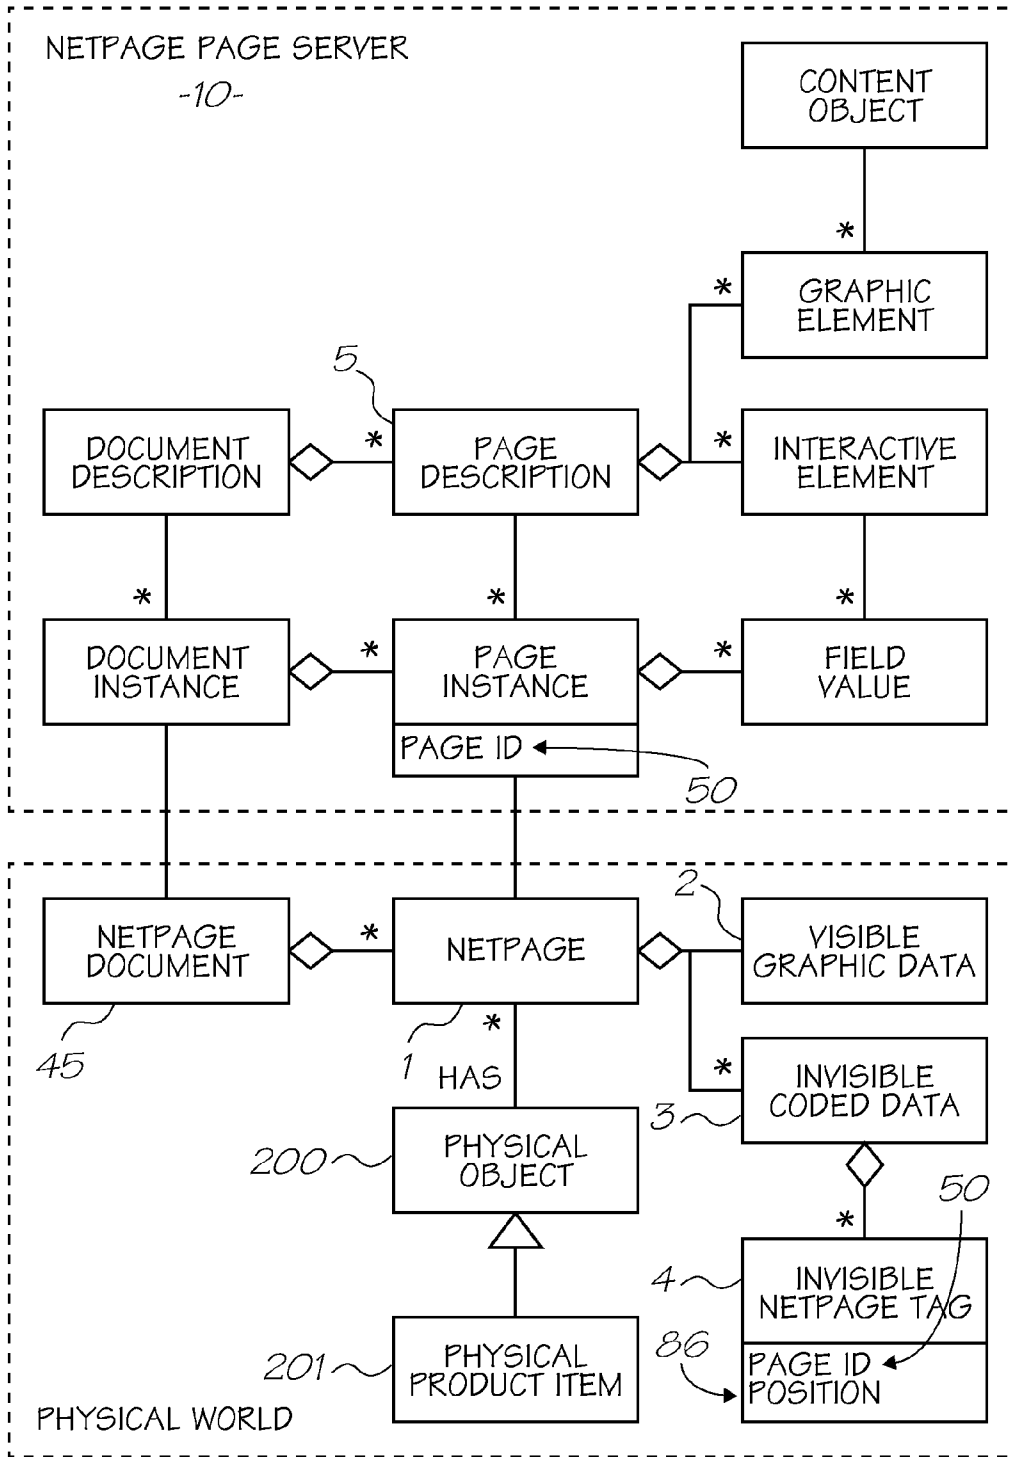 NETPAGE PAGE SERVER
-10-
CONTENT
OBJECT
*
GRAPHIC
ELEMENT
*
5
DOCUMENT
DESCRIPTION
*
PAGE
DESCRIPTION
*
INTERACTIVE
ELEMENT
*
*
*
DOCUMENT
INSTANCE
*
PAGE
INSTANCE
*
FIELD
VALUE
PAGE ID
50
2
NETPAGE
DOCUMENT
*
NETPAGE
VISIBLE
GRAPHIC DATA
45
1
*
HAS
*
INVISIBLE
CODED DATA
3
200
PHYSICAL
OBJECT
50
*
4
INVISIBLE
NETPAGE TAG
201
PHYSICAL
PRODUCT ITEM
86
PAGE ID
POSITION
PHYSICAL WORLD